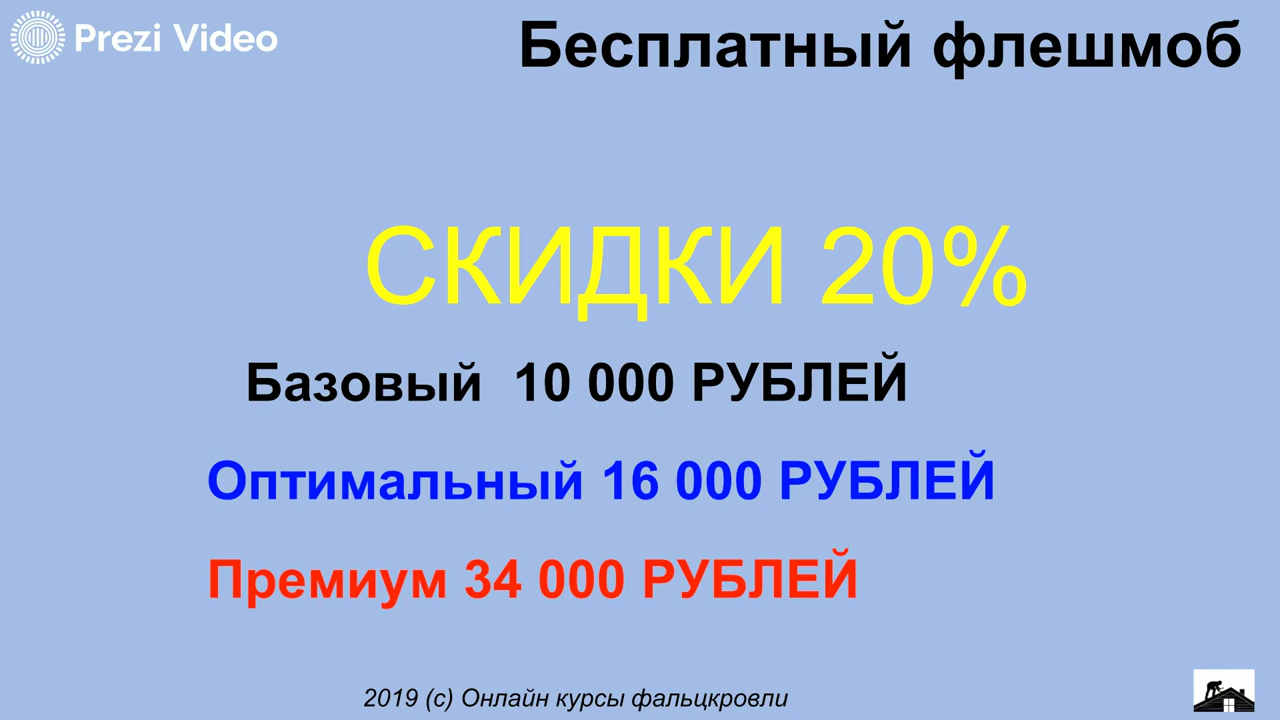 Prezi Video
Бесплатный флешмоб
СКИДКИ 20%
Базовый 10 000 РУБЛЕЙ
Оптимальный 16 000 РУБЛЕЙ
Премиум 34 000 РУБЛЕЙ
2019 (с) Онлайн курсы фальцкровли